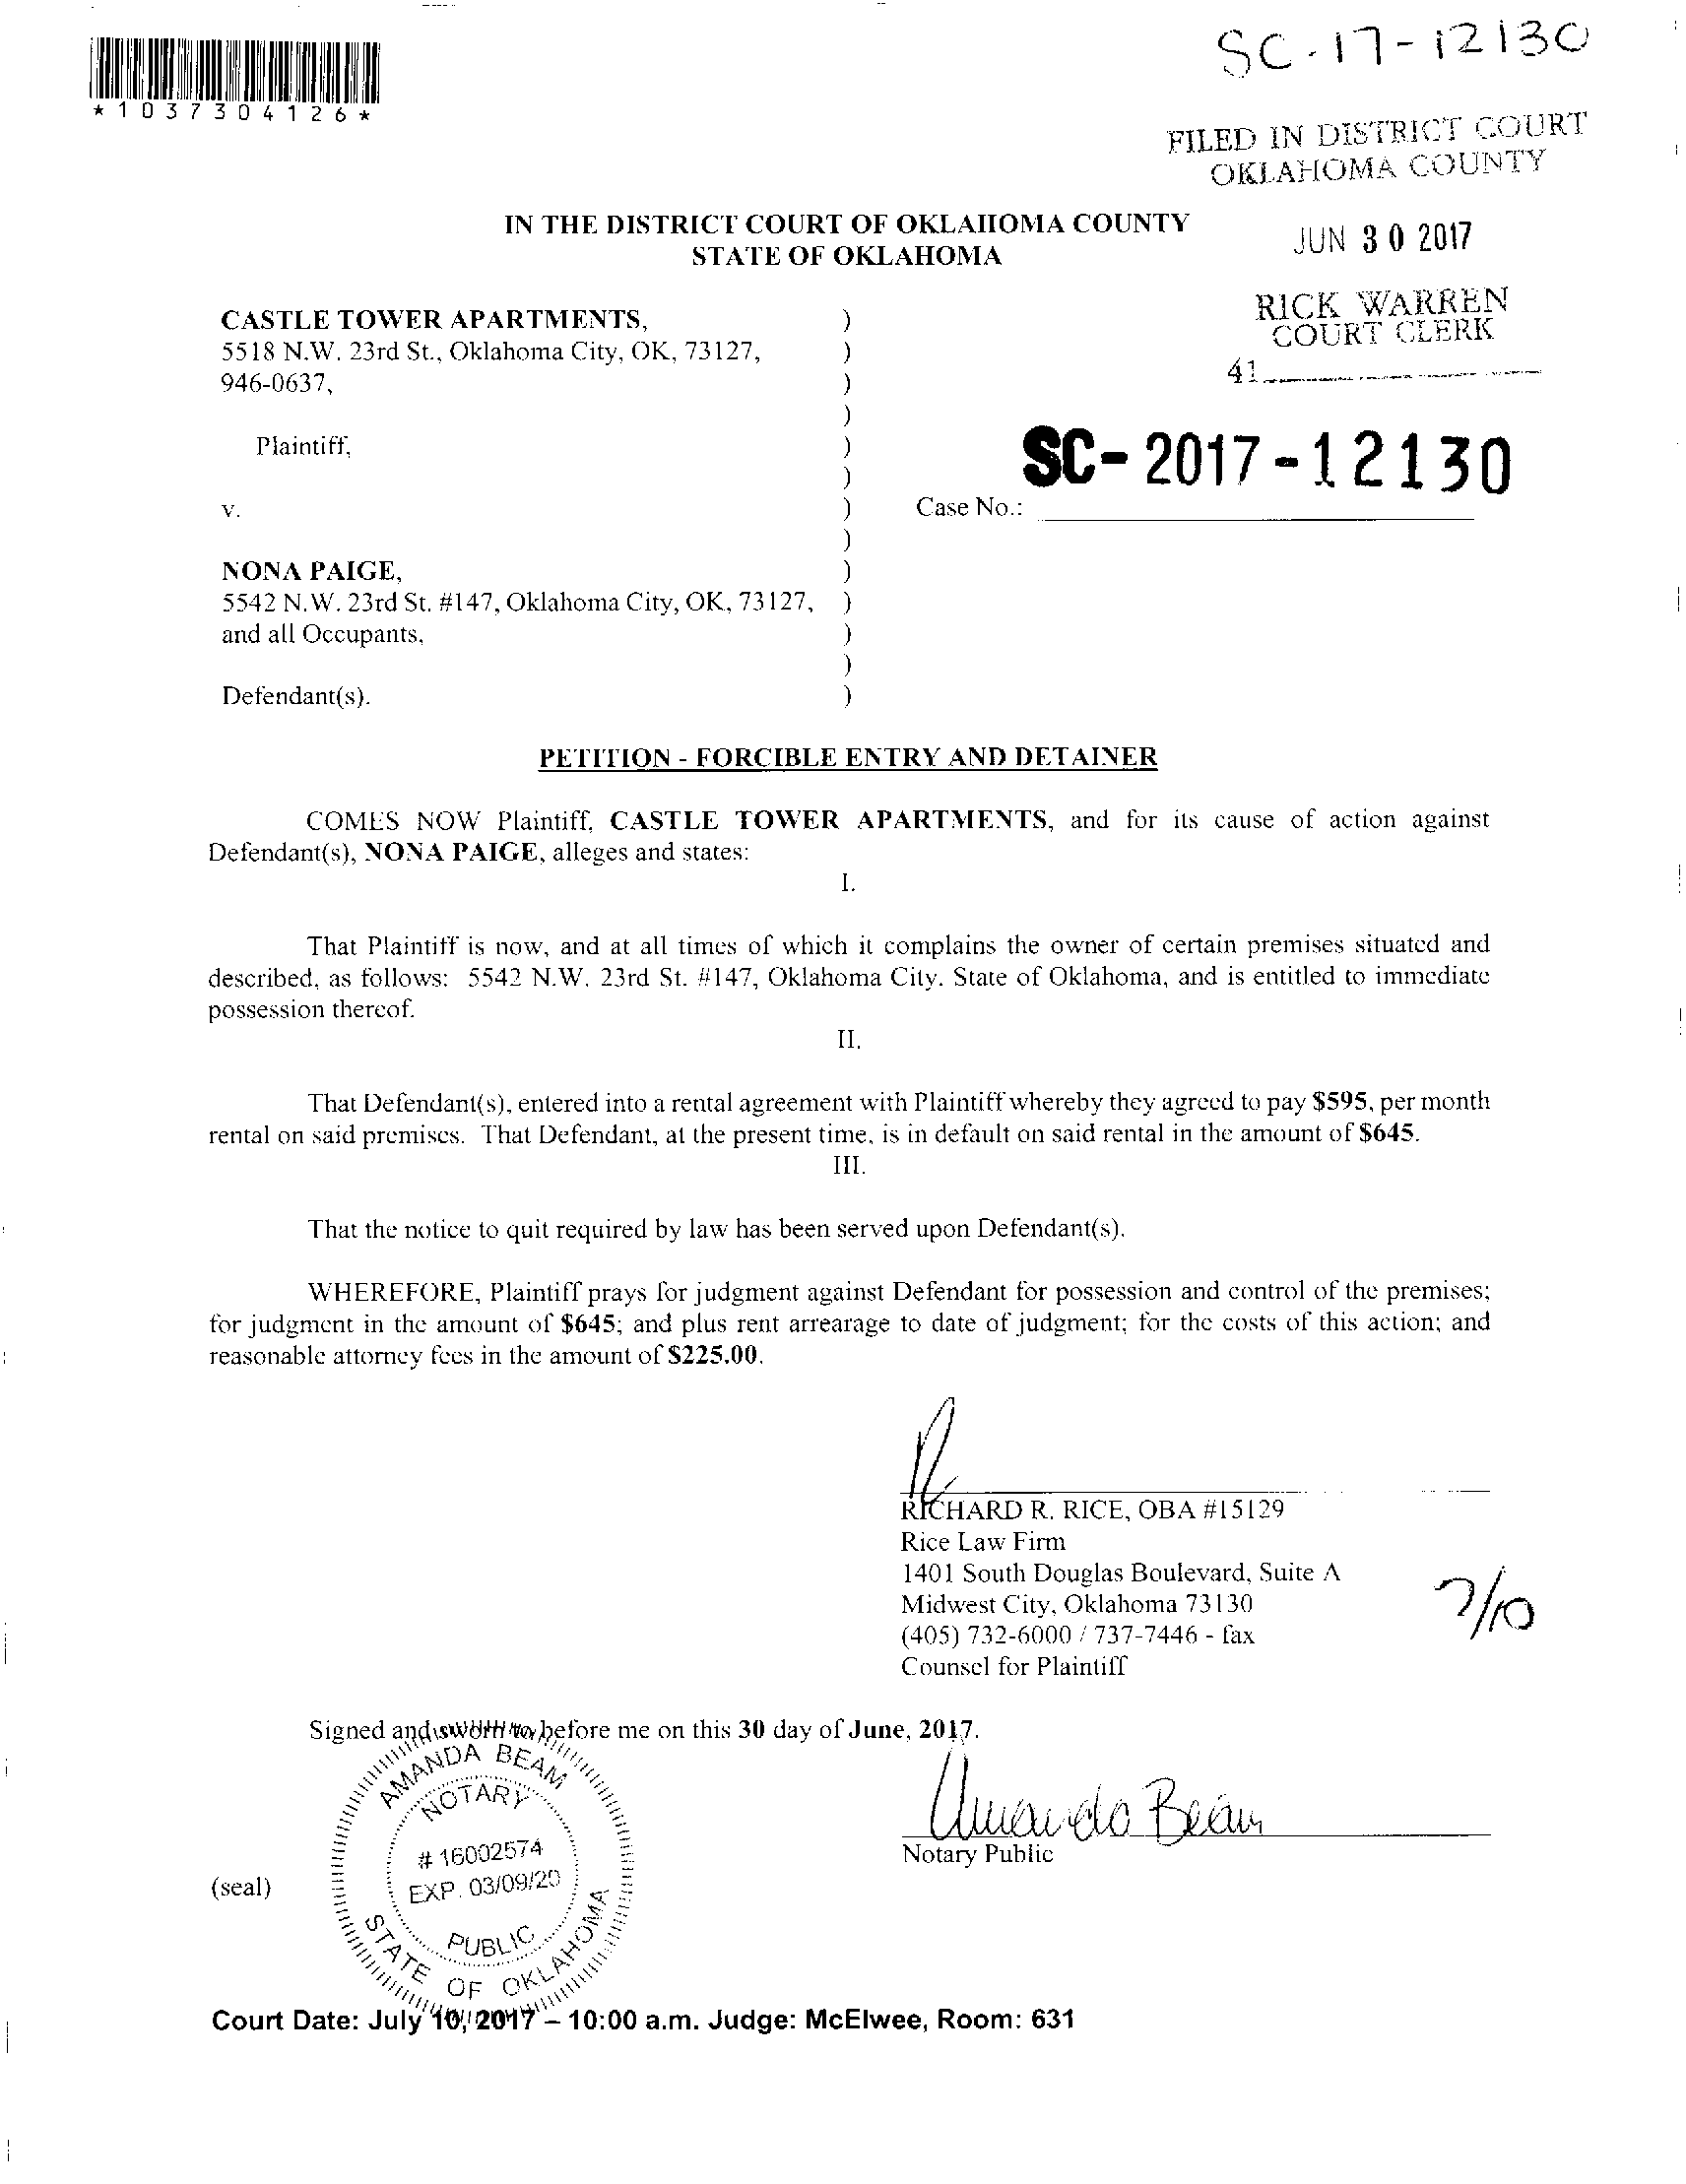 SC-17-12130
*1037304126*
FILED IN DISTRICT COURT
OKLAHOMA COUNTY
IN THE DISTRICT COURT OF OKLAHOMA COUNTY
STATE OF OKLAHOMA
JUN 30 2017
RICK WARREN
COURT CLERK
41
CASTLE TOWER APARTMENTS, )
5518 N.W. 23rd St., Oklahoma City, OK, 73127, )
946-0637, )
)
Plaintiff, )
)
v. ) Case No.: SC-2017-12130
)
NONA PAIGE, )
5542 N.W. 23rd St. #147, Oklahoma City, OK, 73127, )
and all Occupants, )
)
Defendant(s). )
PETITION - FORCIBLE ENTRY AND DETAINER
COMES NOW Plaintiff, CASTLE TOWER APARTMENTS, and for its cause of action against
Defendant(s), NONA PAIGE, alleges and states:
I.
That Plaintiff is now, and at all times of which it complains the owner of certain premises situated and
described, as follows: 5542 N.W. 23rd St. #147, Oklahoma City, State of Oklahoma, and is entitled to immediate
possession thereof.
II.
That Defendant(s), entered into a rental agreement with Plaintiff whereby they agreed to pay $595, per month
rental on said premises. That Defendant, at the present time, is in default on said rental in the amount of $645.
III.
That the notice to quit required by law has been served upon Defendant(s).
WHEREFORE, Plaintiff prays for judgment against Defendant for possession and control of the premises;
for judgment in the amount of $645; and plus rent arrearage to date of judgment; for the costs of this action; and
reasonable attorney fees in the amount of $225.00.
RICHARD R. RICE, OBA #15129
Rice Law Firm
1401 South Douglas Boulevard, Suite A
Midwest City, Oklahoma 73130
(405) 732-6000 / 737-7446 - fax
Counsel for Plaintiff
7/10
Signed and sworn to before me on this 30 day of June, 2017.
Amanda Beam
Notary Public
(seal)
AMANDA BEAM
NOTARY
# 16002574
EXP. 03/09/20
PUBLIC
STATE OF OKLAHOMA
Court Date: July 10, 2017 – 10:00 a.m. Judge: McElwee, Room: 631